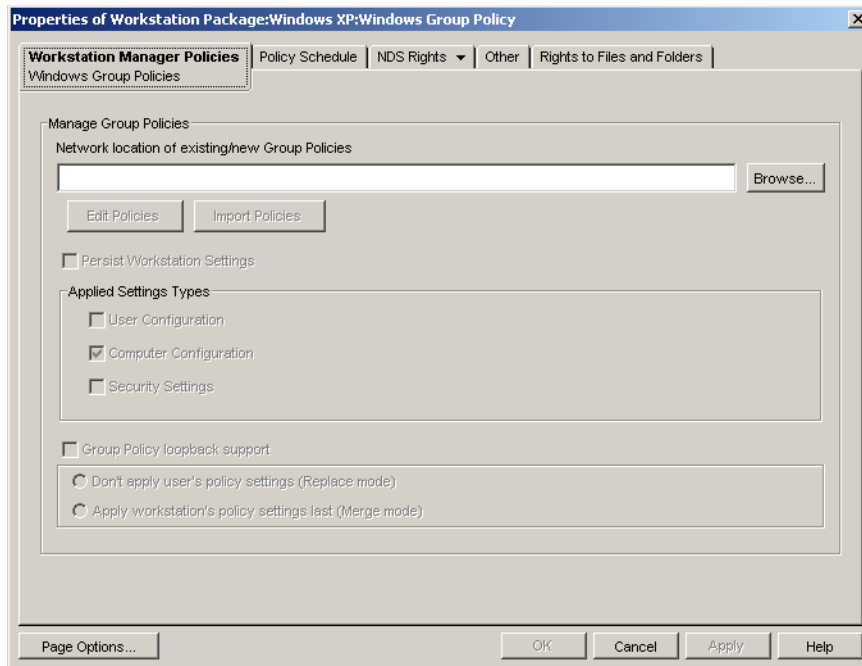 Properties of Workstation Package:Windows XP:Windows Group Policy
Workstation Manager Policies Policy Schedule NDS Rights Other Rights to Files and Folders
Windows Group Policies
Manage Group Policies
Network location of existing/new Group Policies
Browse...
Edit Policies Import Policies
Persist Workstation Settings
Applied Settings Types
User Configuration
Computer Configuration
Security Settings
Group Policy loopback support
Don't apply user's policy settings (Replace mode)
Apply workstation's policy settings last (Merge mode)
Page Options... OK Cancel Apply Help